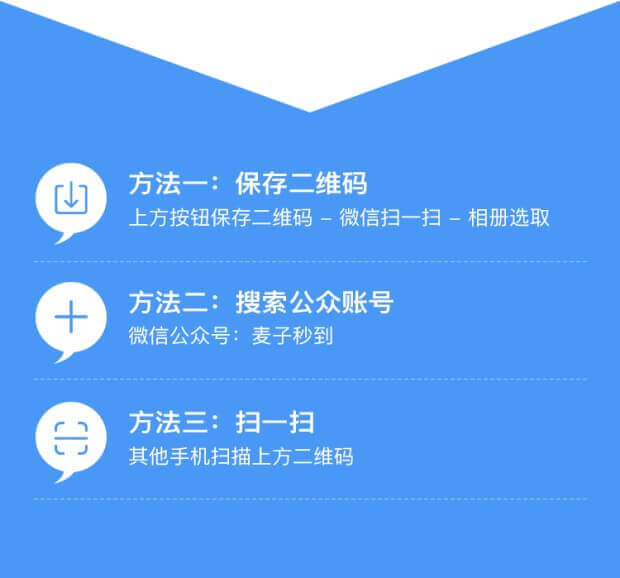 方法一：保存二维码
上方按钮保存二维码 – 微信扫一扫 – 相册选取
方法二：搜索公众账号
微信公众号：麦子秒到
方法三：扫一扫
其他手机扫描上方二维码